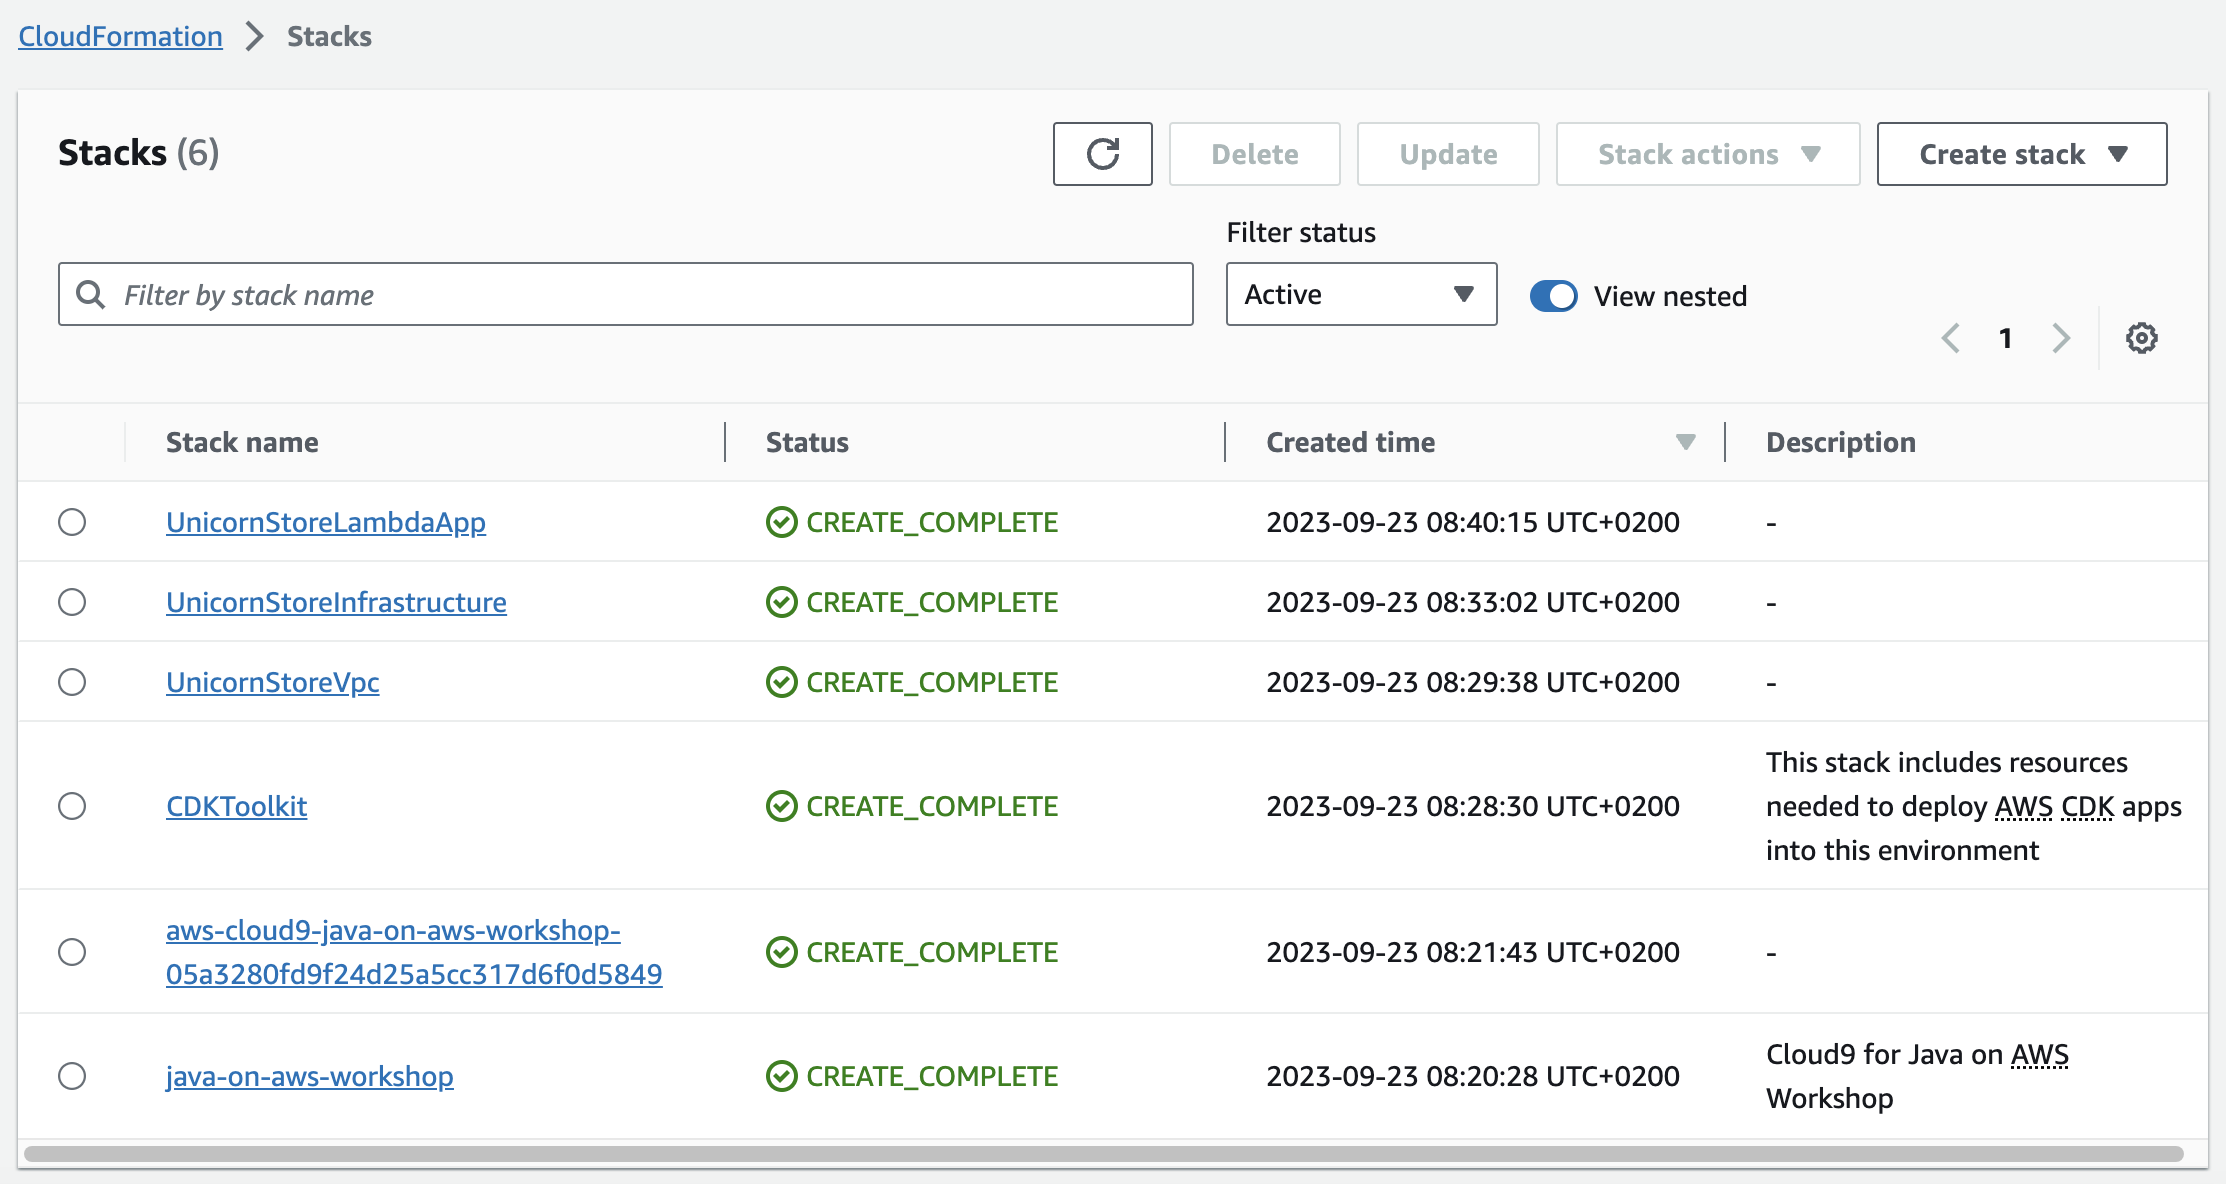 CloudFormation > Stacks
Stacks (6)
Delete
Update
Stack actions
Create stack
Filter status
Filter by stack name
Active
View nested
1
Stack name Status Created time Description
UnicornStoreLambdaApp CREATE_COMPLETE 2023-09-23 08:40:15 UTC+0200 -
UnicornStoreInfrastructure CREATE_COMPLETE 2023-09-23 08:33:02 UTC+0200 -
UnicornStoreVpc CREATE_COMPLETE 2023-09-23 08:29:38 UTC+0200 -
CDKToolkit CREATE_COMPLETE 2023-09-23 08:28:30 UTC+0200
This stack includes resources
needed to deploy AWS CDK apps
into this environment
aws-cloud9-java-on-aws-workshop-
05a3280fd9f24d25a5cc317d6f0d5849
CREATE_COMPLETE 2023-09-23 08:21:43 UTC+0200 -
java-on-aws-workshop CREATE_COMPLETE 2023-09-23 08:20:28 UTC+0200
Cloud9 for Java on AWS
Workshop